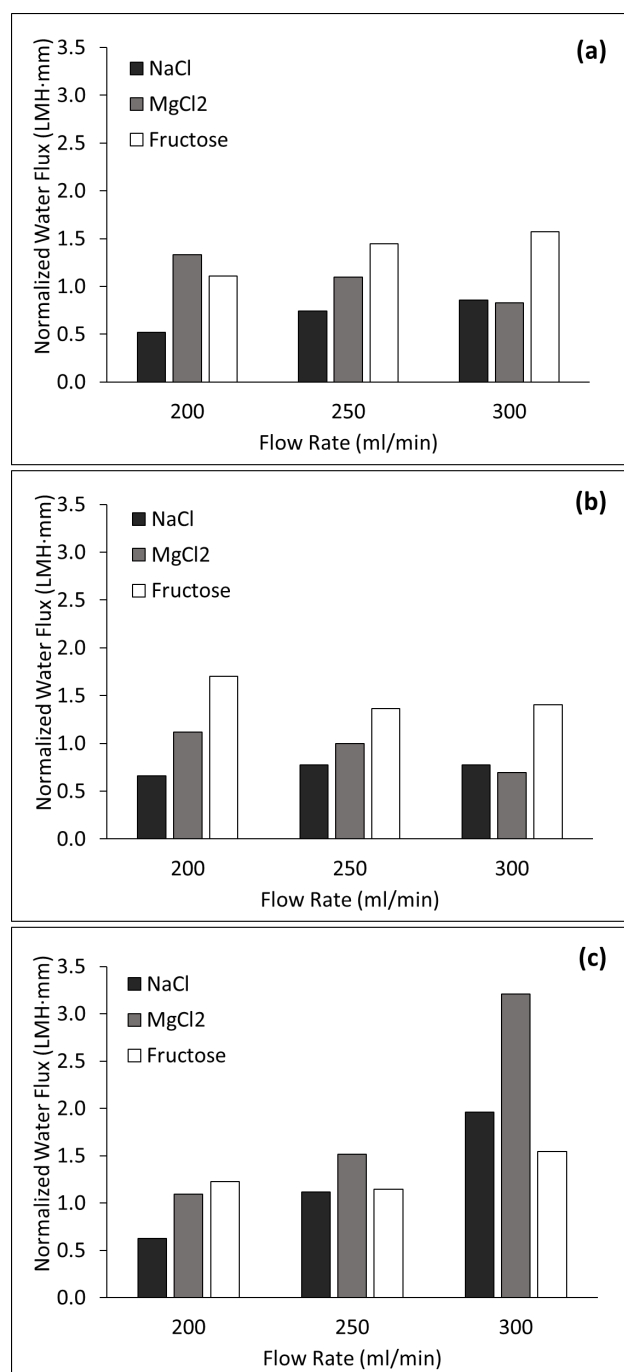 (a)
Normalized Water Flux (LMH·mm)
3.5
3.0
2.5
2.0
1.5
1.0
0.5
0.0
NaCl
MgCl2
Fructose
200 250 300
Flow Rate (ml/min)
(b)
Normalized Water Flux (LMH·mm)
3.5
3.0
2.5
2.0
1.5
1.0
0.5
0.0
NaCl
MgCl2
Fructose
200 250 300
Flow Rate (ml/min)
(c)
Normalized Water Flux (LMH·mm)
3.5
3.0
2.5
2.0
1.5
1.0
0.5
0.0
NaCl
MgCl2
Fructose
200 250 300
Flow Rate (ml/min)